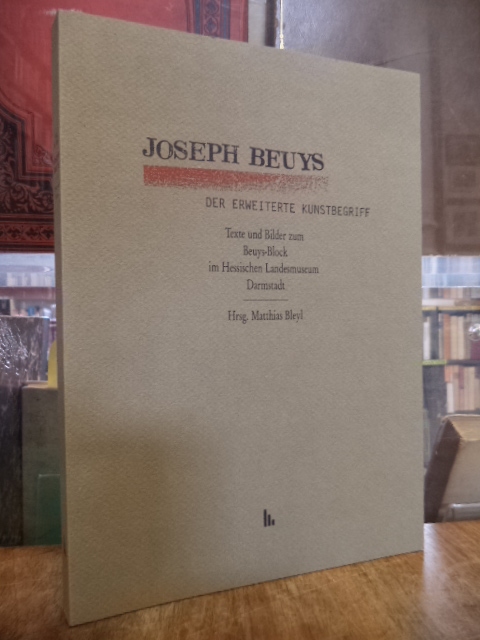 JOSEPH BEUYS
DER ERWEITERTE KUNSTBEGRIFF
Texte und Bilder zum
Beuys-Block
im Hessischen Landesmuseum
Darmstadt
Hrsg. Matthias Bleyl